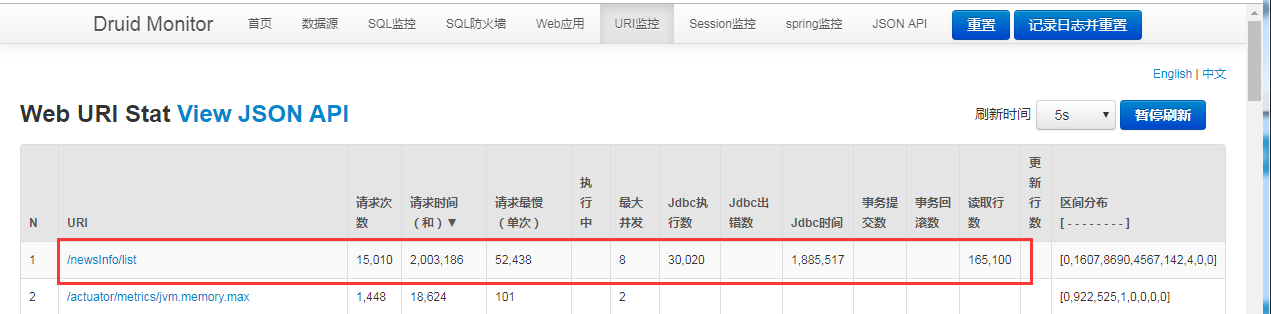 Druid Monitor 首页 数据源 SQL监控 SQL防火墙 Web应用 URI监控 Session监控 spring监控 JSON API 重置 记录日志并重置
English | 中文
Web URI Stat View JSON API 刷新时间 5s 暂停刷新
N URI 请求次数 请求时间（和）▼ 请求最慢（单次） 执行中 最大并发 Jdbc执行数 Jdbc出错数 Jdbc时间 事务提交数 事务回滚数 读取行数 更新行数 区间分布 [ - - - - - - - - ]
1 /newsInfo/list 15,010 2,003,186 52,438 8 30,020 1,885,517 165,100 [0,1607,8690,4567,142,4,0,0]
2 /actuator/metrics/jvm.memory.max 1,448 18,624 101 2 [0,922,525,1,0,0,0,0]